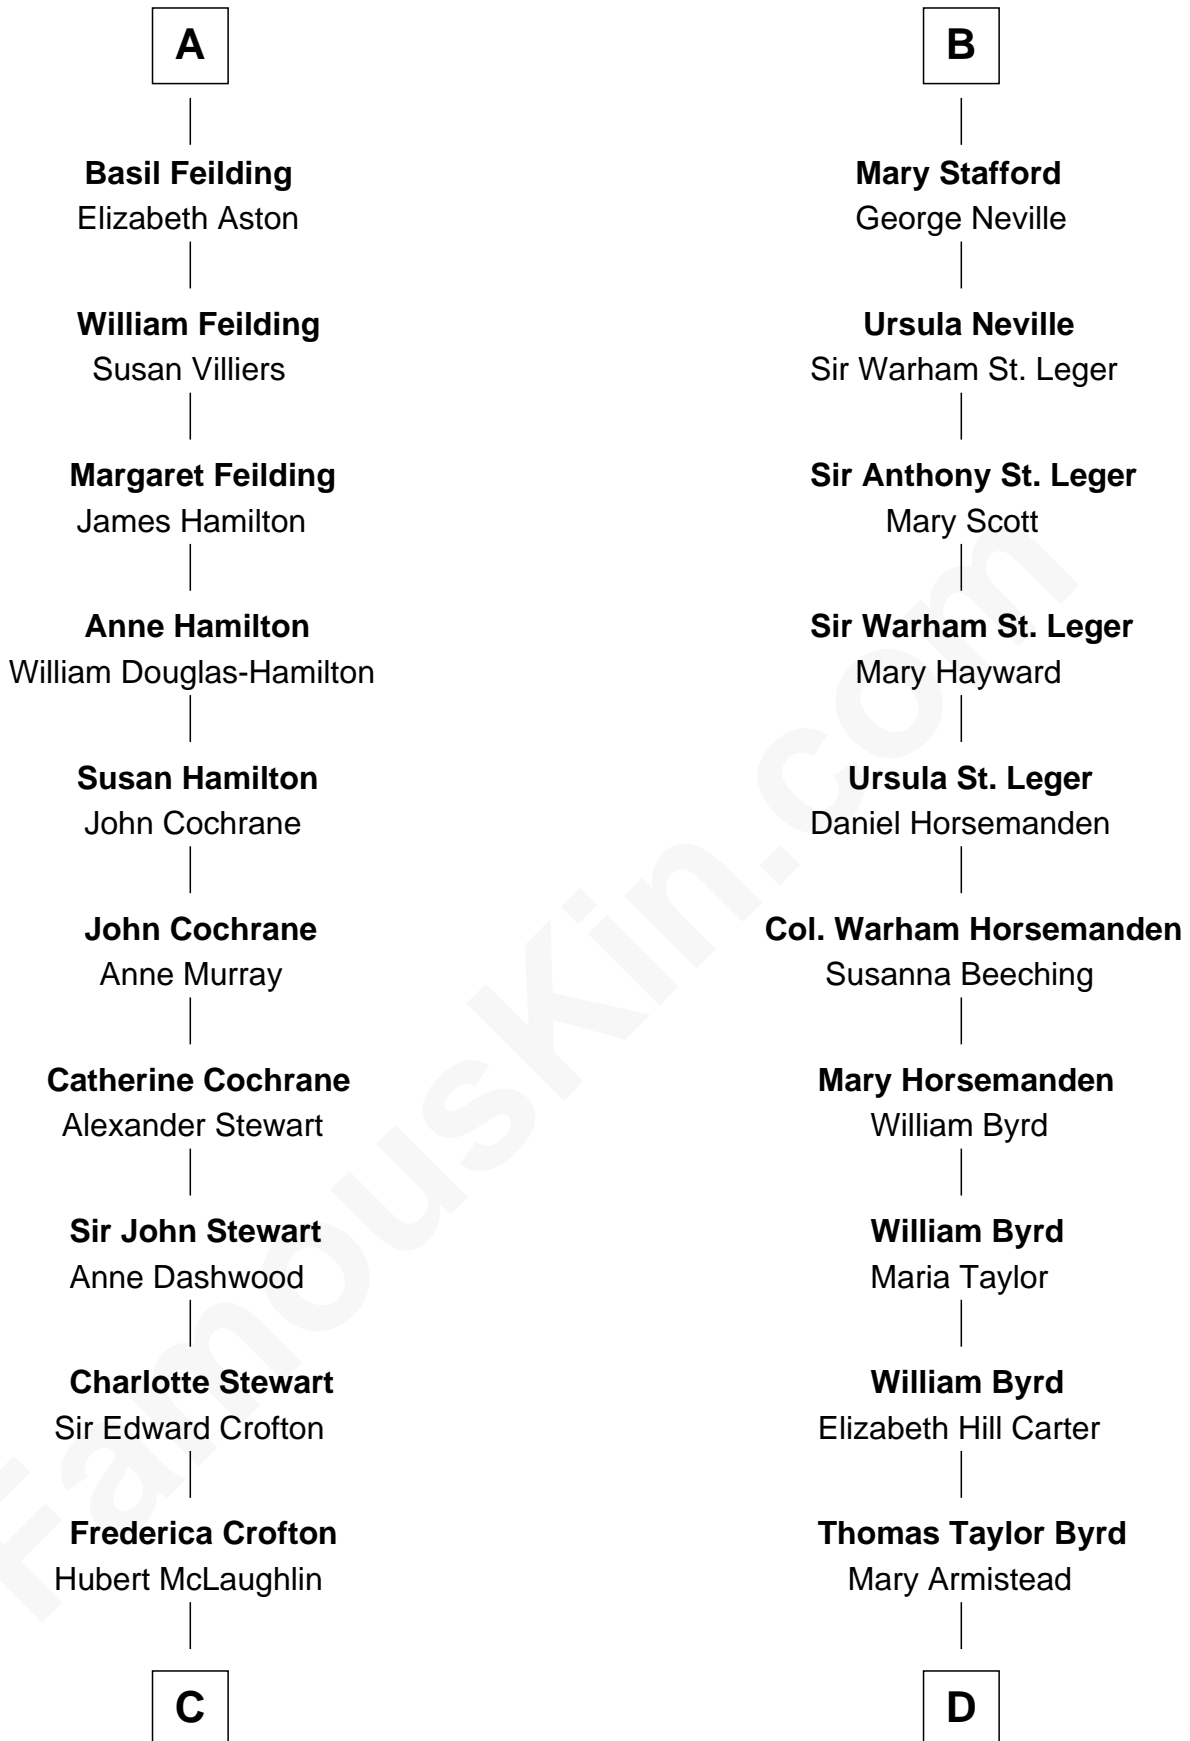 A
Basil Feilding
Elizabeth Aston
William Feilding
Susan Villiers
Margaret Feilding
James Hamilton
Anne Hamilton
William Douglas-Hamilton
Susan Hamilton
John Cochrane
John Cochrane
Anne Murray
Catherine Cochrane
Alexander Stewart
Sir John Stewart
Anne Dashwood
Charlotte Stewart
Sir Edward Crofton
Frederica Crofton
Hubert McLaughlin
C
B
Mary Stafford
George Neville
Ursula Neville
Sir Warham St. Leger
Sir Anthony St. Leger
Mary Scott
Sir Warham St. Leger
Mary Hayward
Ursula St. Leger
Daniel Horsemanden
Col. Warham Horsemanden
Susanna Beeching
Mary Horsemanden
William Byrd
William Byrd
Maria Taylor
William Byrd
Elizabeth Hill Carter
Thomas Taylor Byrd
Mary Armistead
D
FamousKin.com